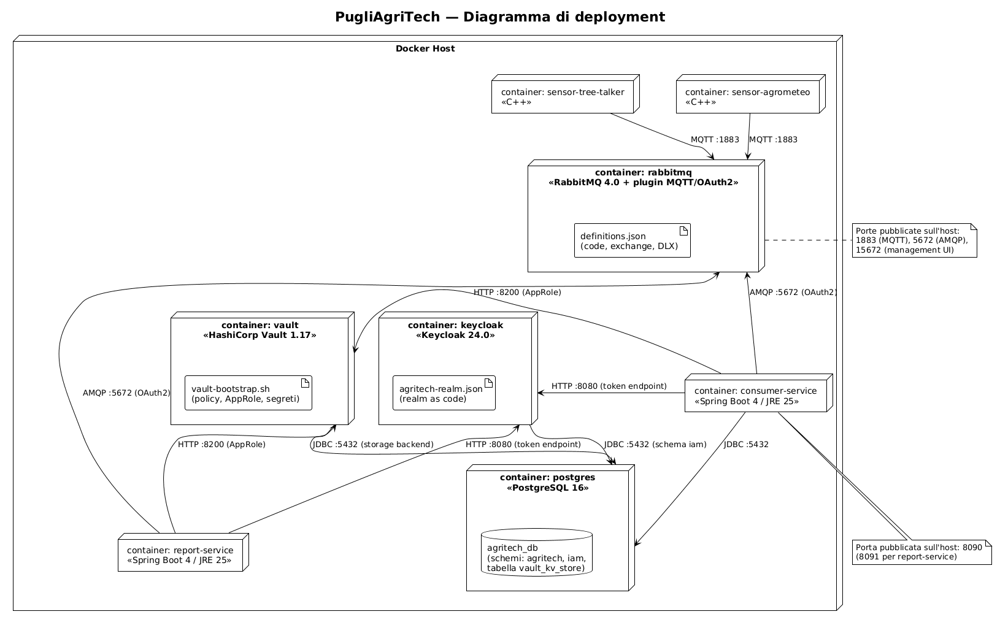 PugliAgriTech — Diagramma di deployment
Docker Host
container: sensor-tree-talker
«C++»
container: sensor-agrometeo
«C++»
MQTT :1883
MQTT :1883
container: rabbitmq
«RabbitMQ 4.0 + plugin MQTT/OAuth2»
definitions.json
(code, exchange, DLX)
Porte pubblicate sull'host:
1883 (MQTT), 5672 (AMQP),
15672 (management UI)
HTTP :8200 (AppRole)
AMQP :5672 (OAuth2)
container: vault
«HashiCorp Vault 1.17»
vault-bootstrap.sh
(policy, AppRole, segreti)
container: keycloak
«Keycloak 24.0»
agritech-realm.json
(realm as code)
HTTP :8080 (token endpoint)
container: consumer-service
«Spring Boot 4 / JRE 25»
AMQP :5672 (OAuth2)
HTTP :8200 (AppRole)
JDBC :5432 (storage backend)
HTTP :8080 (token endpoint)
JDBC :5432 (schema iam)
JDBC :5432
container: postgres
«PostgreSQL 16»
agritech_db
(schemi: agritech, iam,
tabella vault_kv_store)
container: report-service
«Spring Boot 4 / JRE 25»
Porta pubblicata sull'host: 8090
(8091 per report-service)